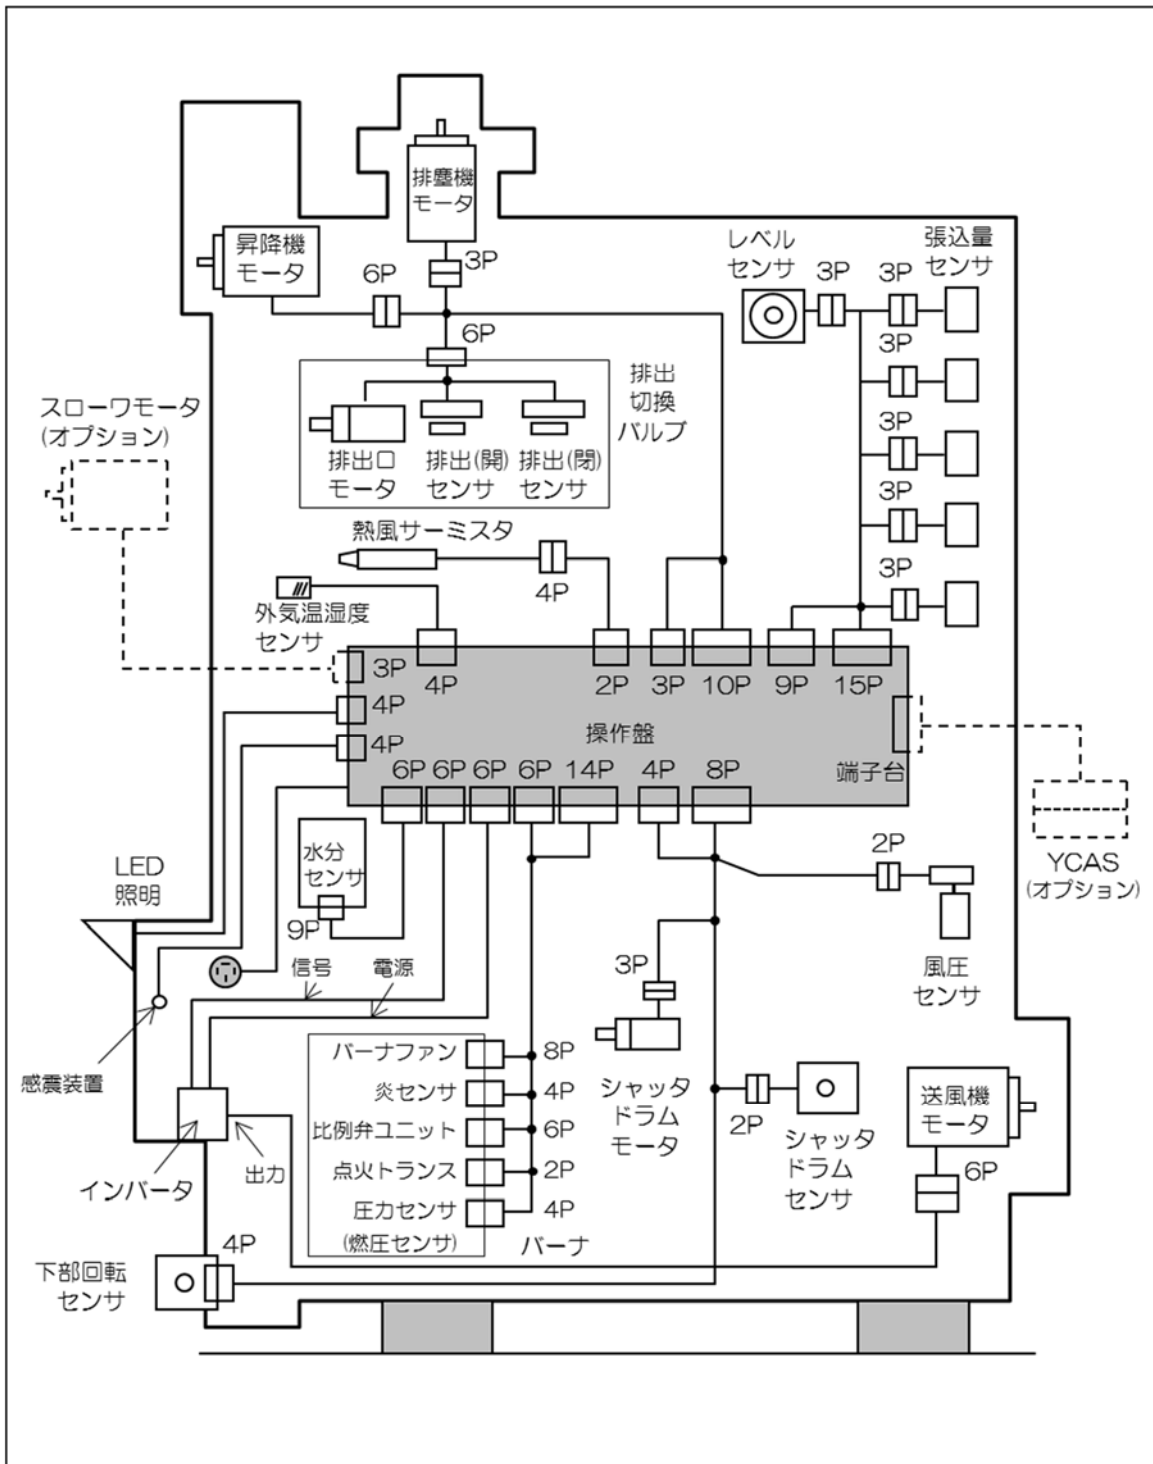 排塵機
モータ
昇降機
モータ
6P
3P
6P
レベル
センサ
3P
3P
張込量
センサ
3P
3P
3P
3P
排出
切換
バルブ
排出口
モータ
排出(開)
センサ
排出(閉)
センサ
スローワモータ
(オプション)
熱風サーミスタ
4P
外気温湿度
センサ
3P
4P
2P
3P
10P
9P
15P
4P
4P
操作盤
端子台
6P
6P
6P
6P
14P
4P
8P
YCAS
(オプション)
LED
照明
水分
センサ
9P
2P
風圧
センサ
信号
電源
感震装置
3P
シャッタ
ドラム
モータ
バーナファン
8P
炎センサ
4P
比例弁ユニット
6P
点火トランス
2P
圧力センサ
4P
(燃圧センサ)
バーナ
2P
シャッタ
ドラム
センサ
送風機
モータ
6P
インバータ
出力
下部回転
センサ
4P